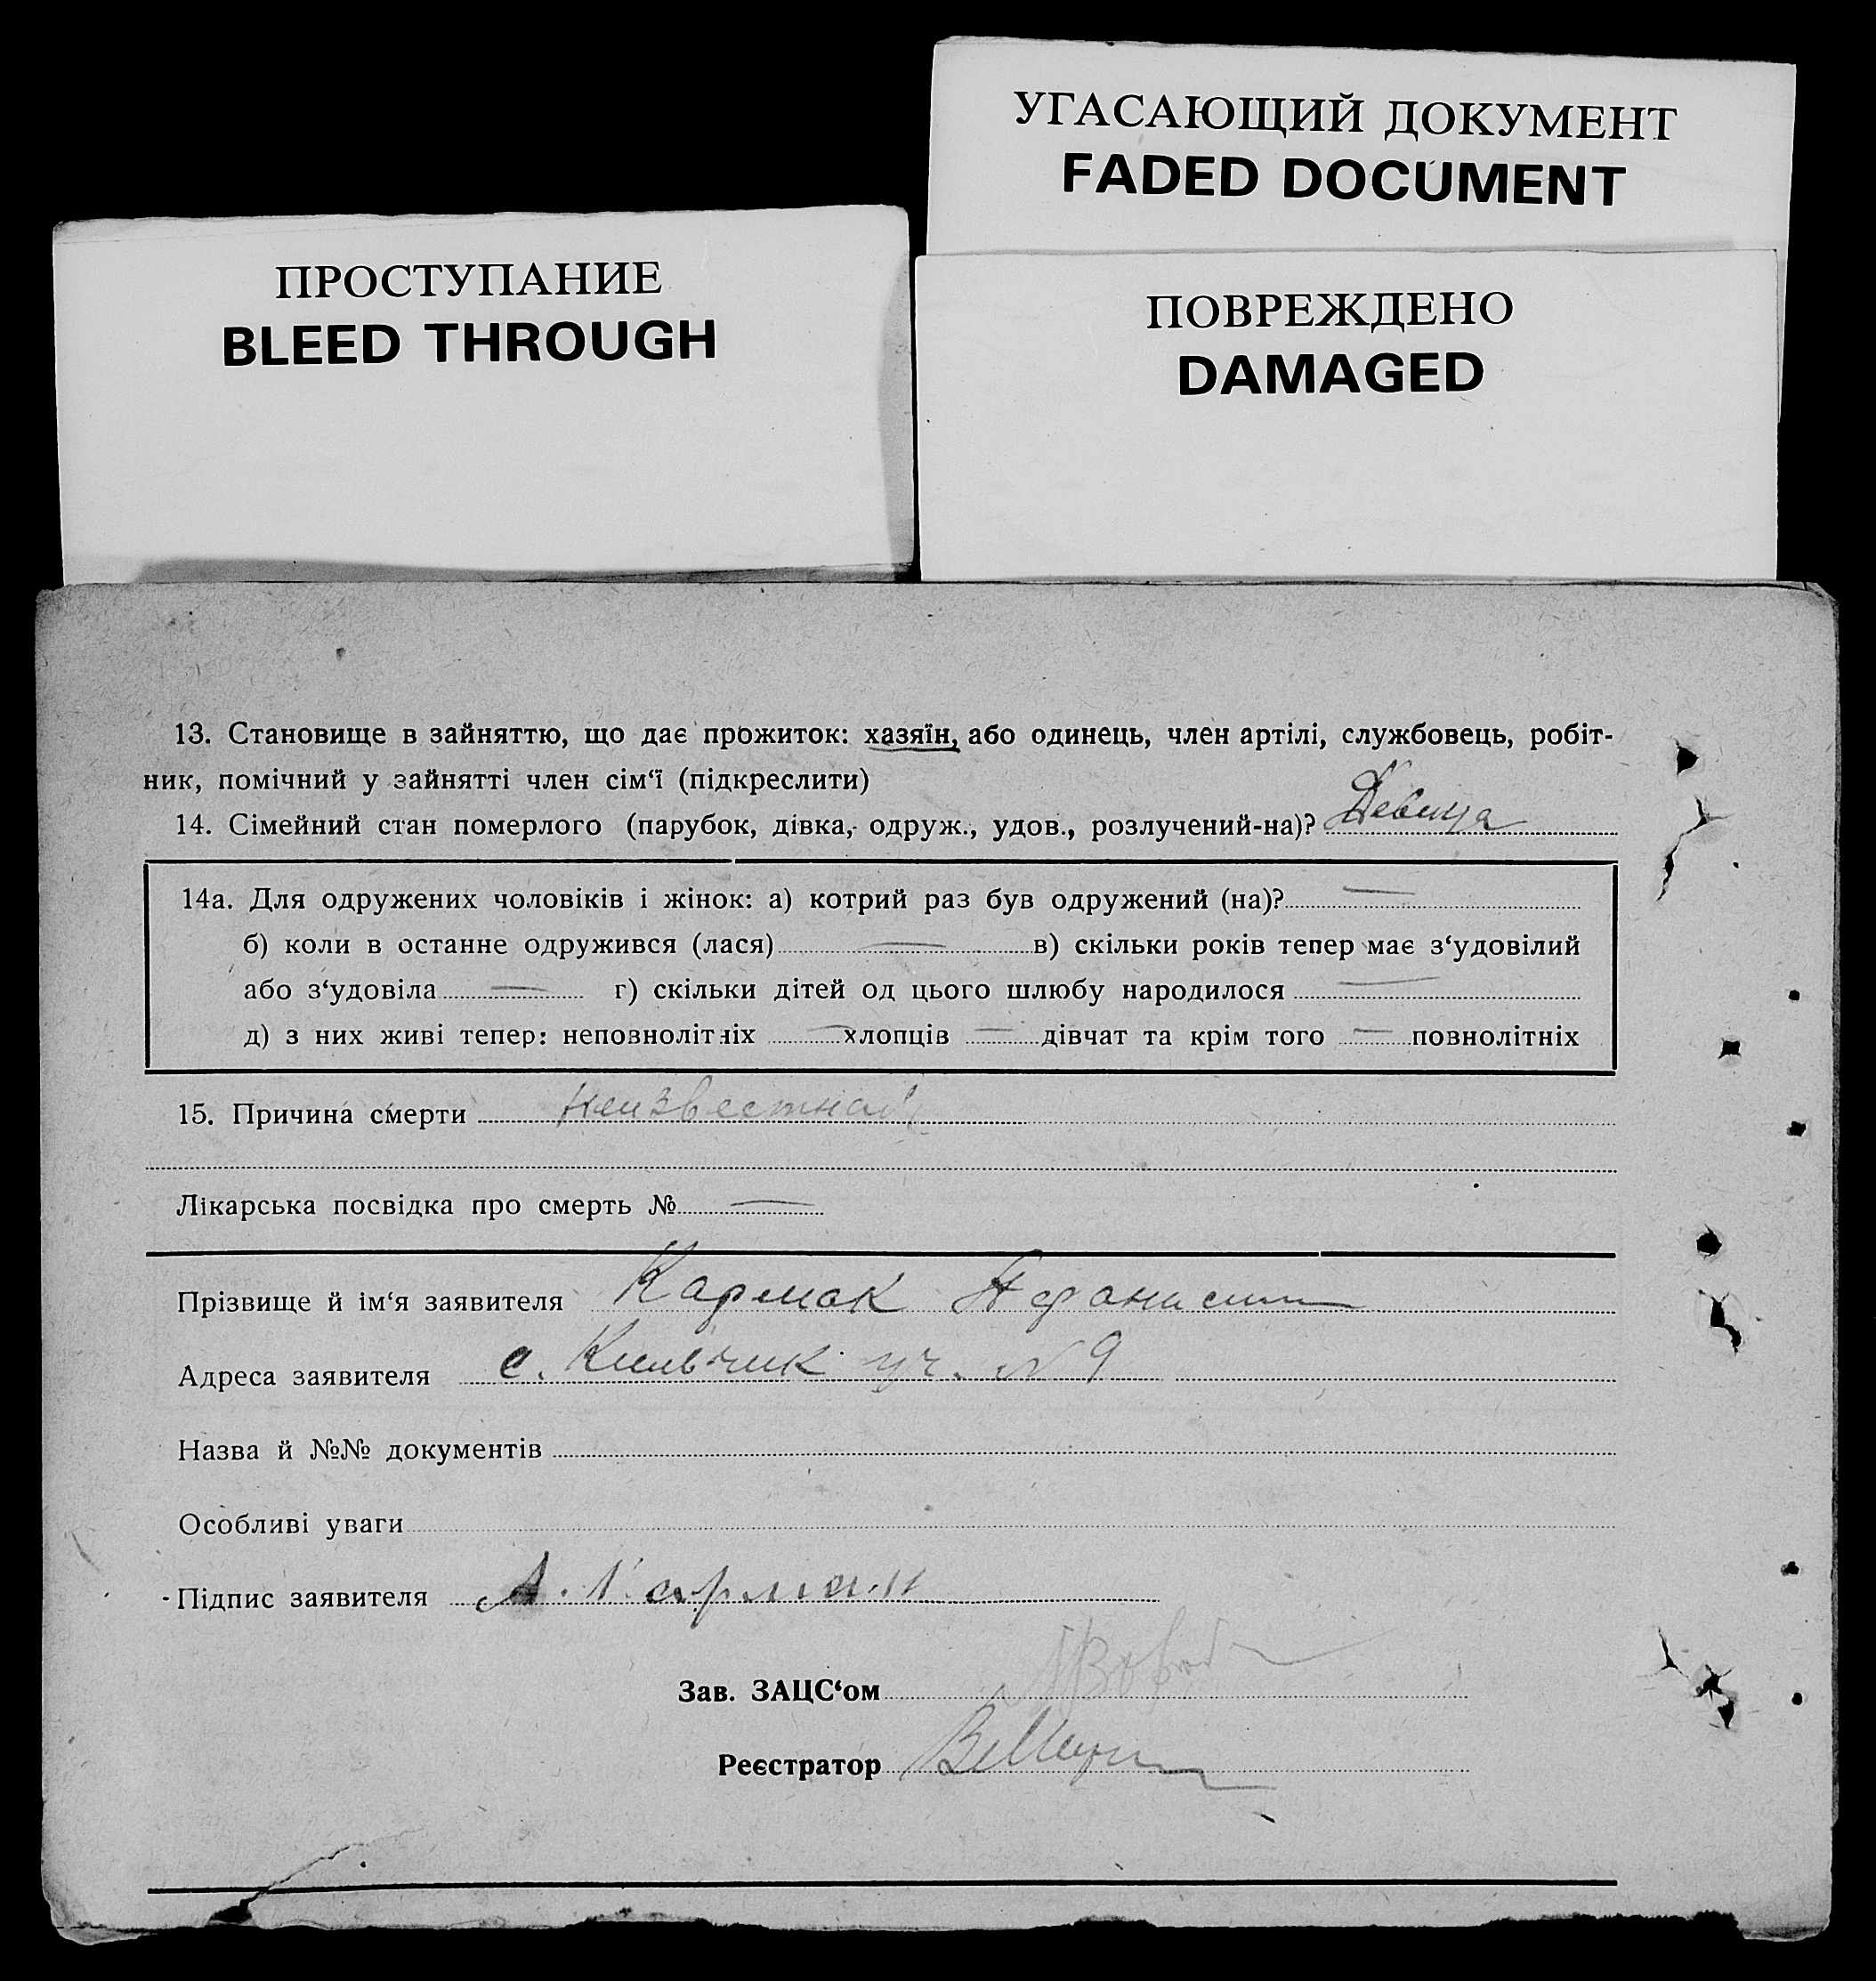 УГАСАЮЩИЙ ДОКУМЕНТ
FADED DOCUMENT
ПРОСТУПАНИЕ
BLEED THROUGH
ПОВРЕЖДЕНО
DAMAGED
13. Становище в зайняттю, що дає прожиток: хазяїн, або одинець, член артілі, службовець, робіт-
ник, помічний у зайнятті член сім‘ї (підкреслити)
14. Сімейний стан померлого (парубок, дівка, одруж., удов., розлучений-на)? Девица
14а. Для одружених чоловіків і жінок: а) котрий раз був одружений (на)? —
б) коли в останне одружився (лася) — в) скільки років тепер має з‘удовілий
або з‘удовіла — г) скільки дітей од цього шлюбу народилося —
д) з них живі тепер: неповнолітніх — хлопців — дівчат та крім того — повнолітніх
15. Причина смерти неизвестная
Лікарська посвідка про смерть № —
Прізвище й ім‘я заявителя Кармак
Адреса заявителя с. Кильчик уч. №9
Назва й №№ документів
Особливі уваги
Підпис заявителя А. Кармак
Зав. ЗАЦС‘ом
Реєстратор